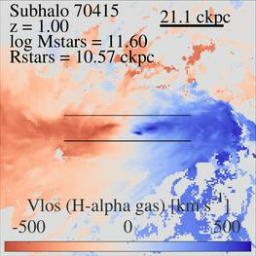 Subhalo 70415
21.1 ckpc
z = 1.00
log Mstars = 11.60
Rstars = 10.57 ckpc
Vlos (H-alpha gas) [km s⁻¹]
-500 0 500